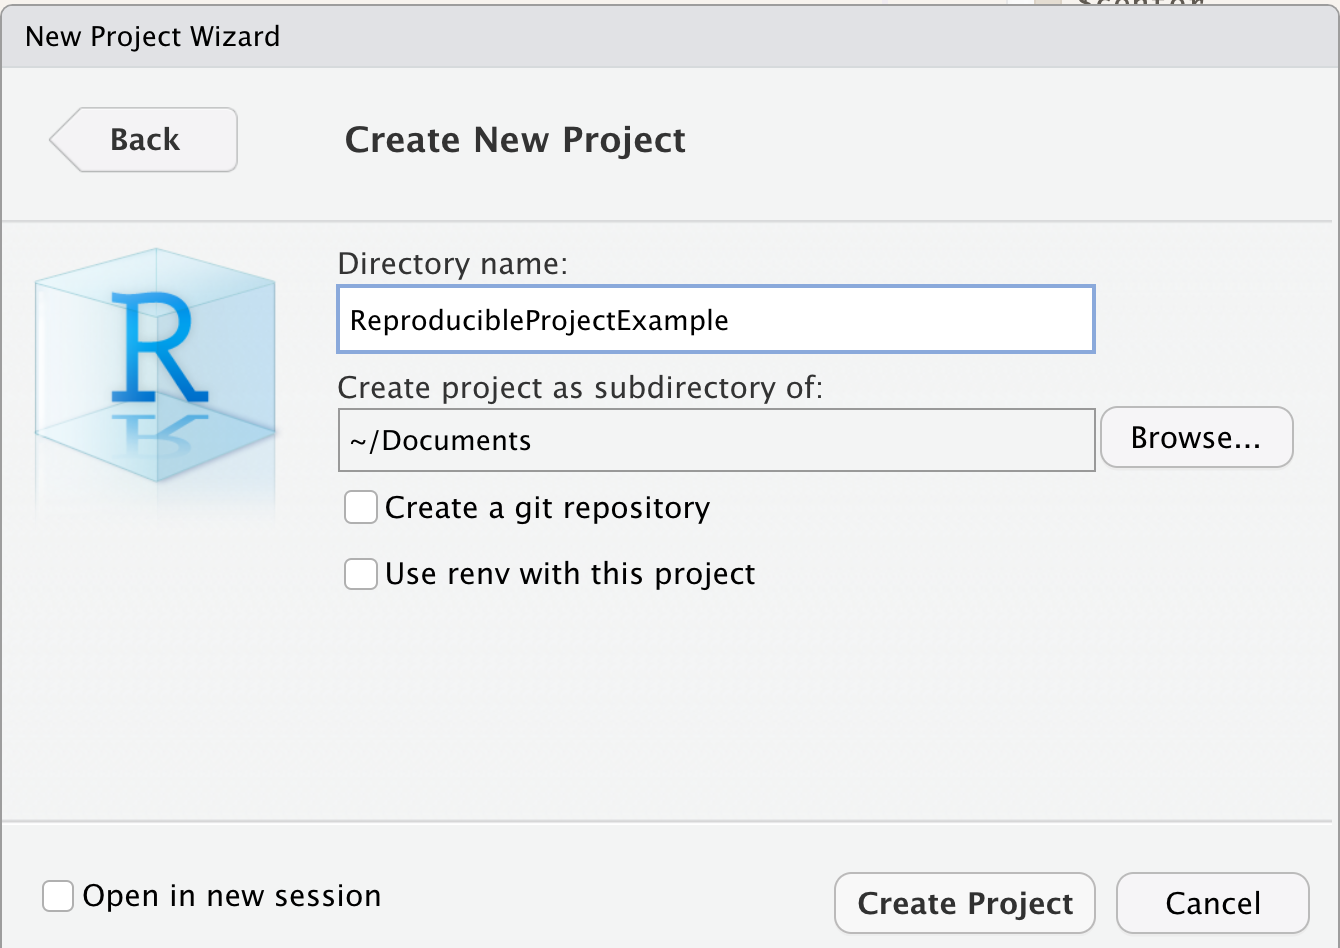 New Project Wizard
Back
Create New Project
R
Directory name:
ReproducibleProjectExample
Create project as subdirectory of:
~/Documents
Browse...
Create a git repository
Use renv with this project
Open in new session
Create Project
Cancel